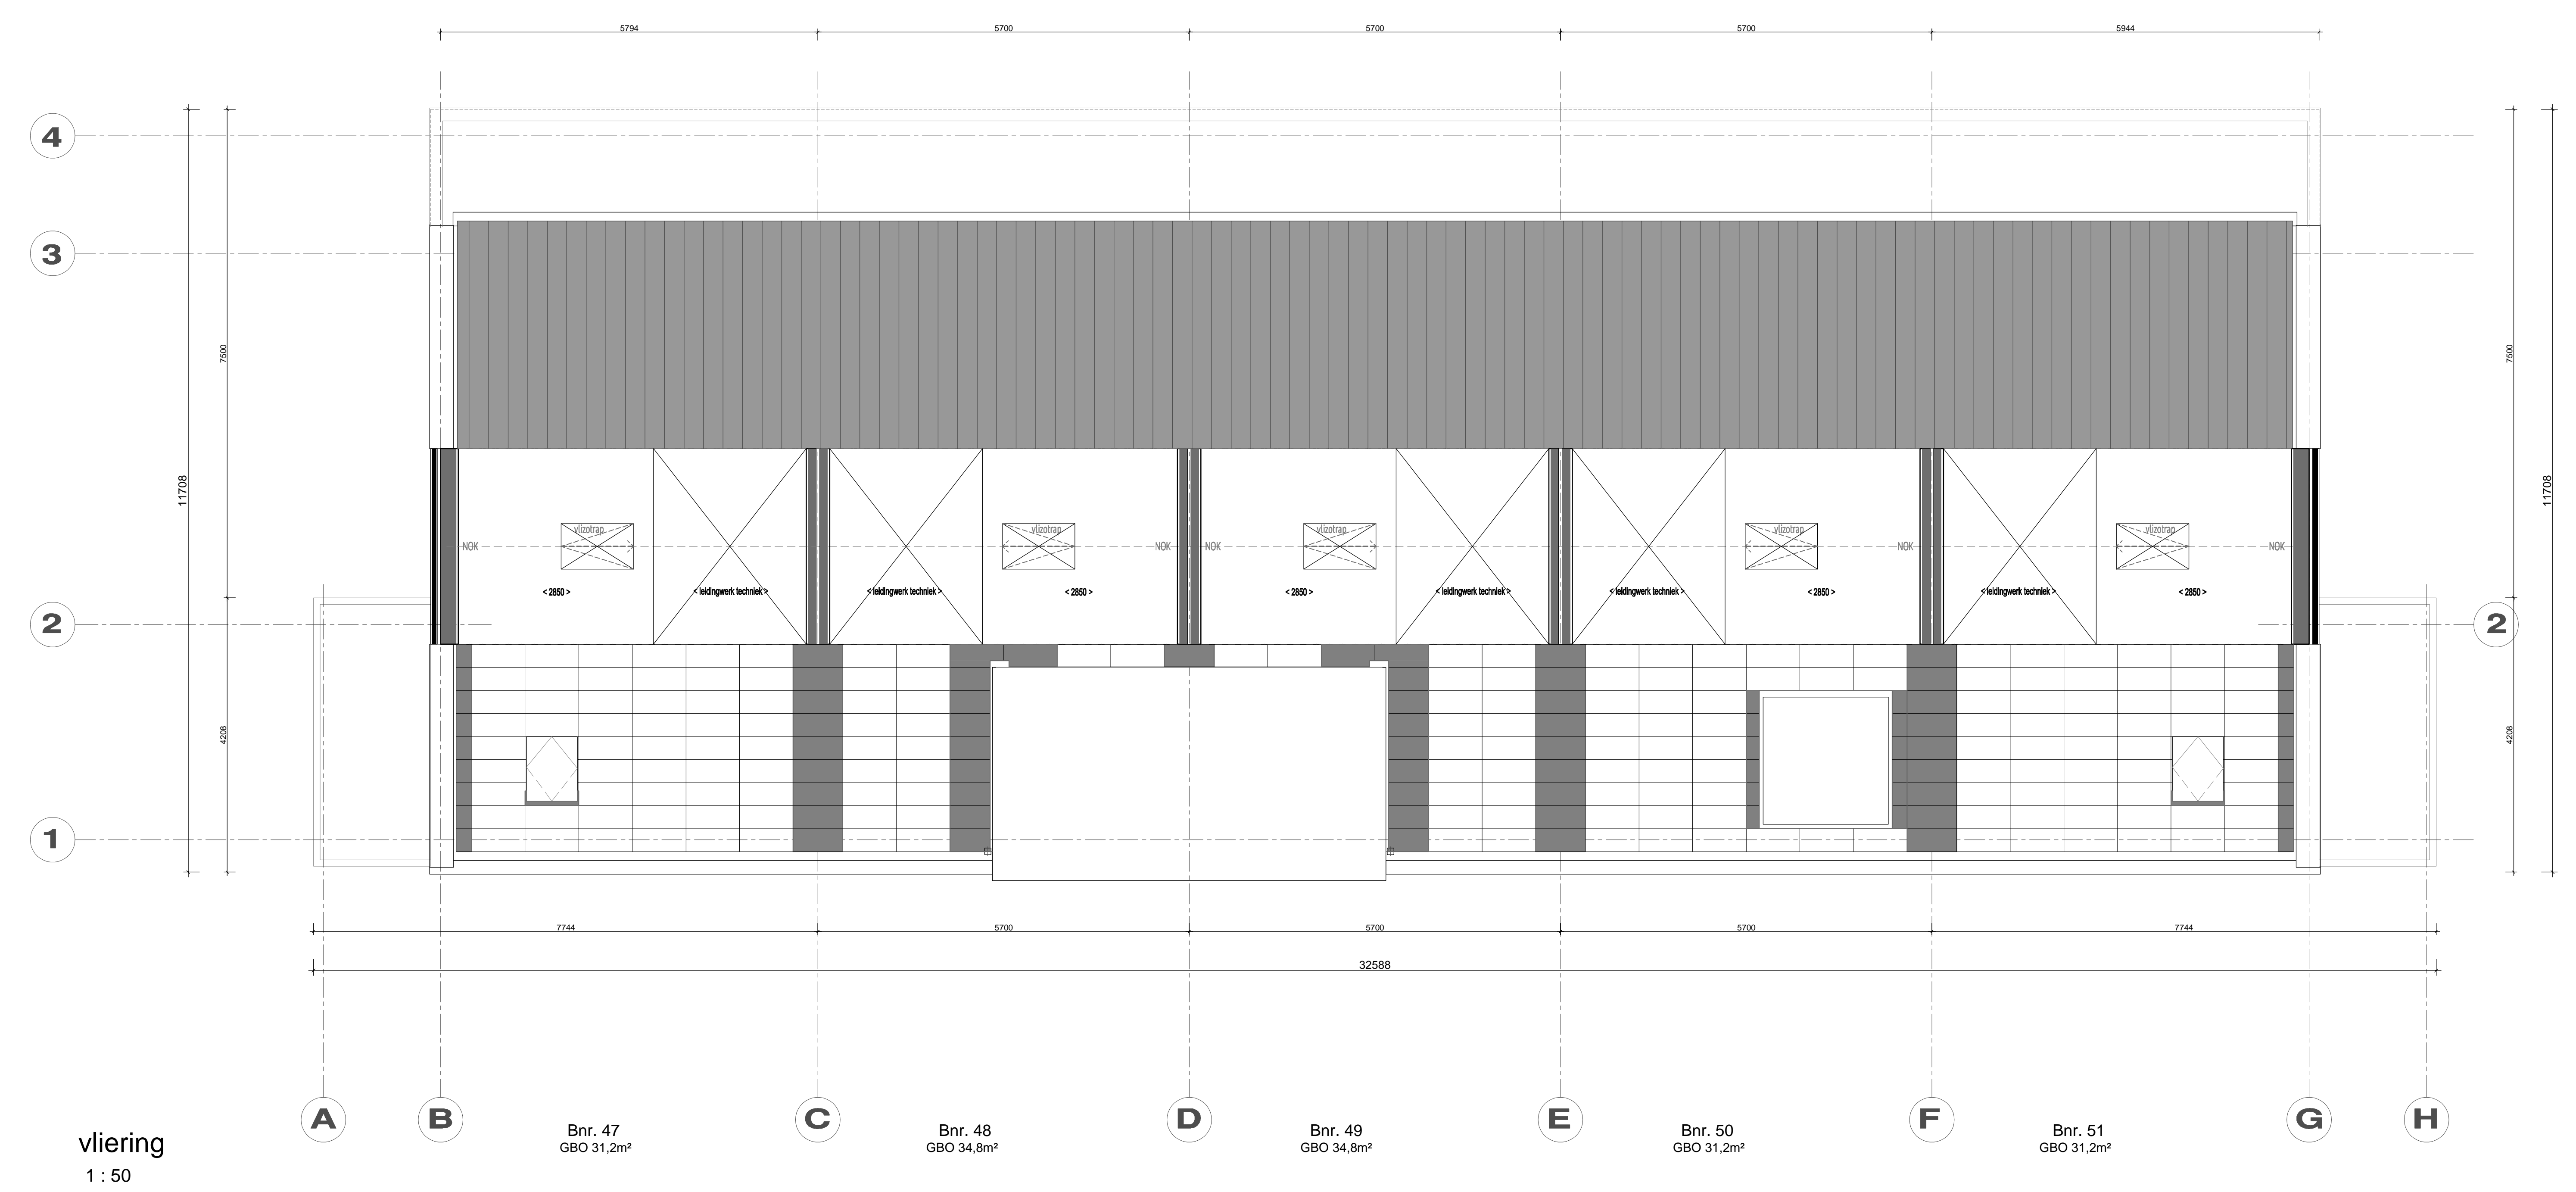 5794 5700 5700 5700 5944
4
3
7500 7500
11708 11708
vlizotrap vlizotrap vlizotrap vlizotrap vlizotrap
NOK NOK NOK NOK NOK
< 2850 > < leidingwerk techniek > < leidingwerk techniek > < 2850 > < 2850 > < leidingwerk techniek > < leidingwerk techniek > < 2850 > < leidingwerk techniek > < 2850 >
2 2
4208 4208
1
7744 5700 5700 5700 7744
32588
A B C D E F G H
Bnr. 47 Bnr. 48 Bnr. 49 Bnr. 50 Bnr. 51
GBO 31,2m² GBO 34,8m² GBO 34,8m² GBO 31,2m² GBO 31,2m²
vliering
1 : 50